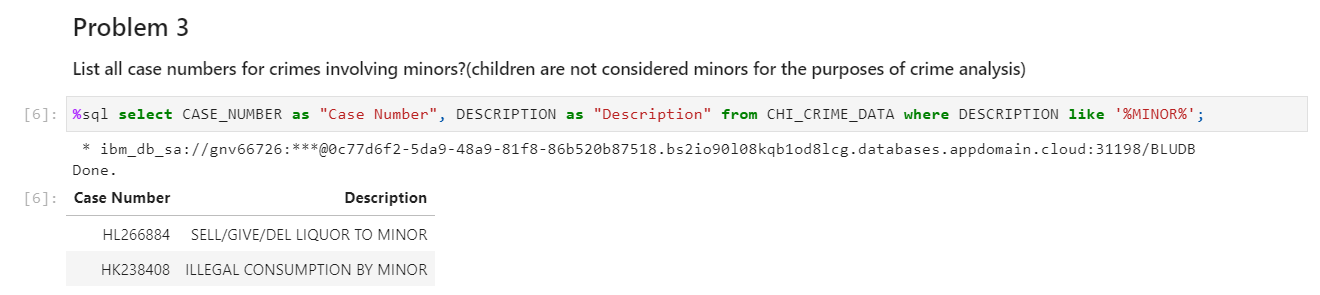 Problem 3
List all case numbers for crimes involving minors?(children are not considered minors for the purposes of crime analysis)
[6]: %sql select CASE_NUMBER as "Case Number", DESCRIPTION as "Description" from CHI_CRIME_DATA where DESCRIPTION like '%MINOR%';
* ibm_db_sa://gnv66726:***@0c77d6f2-5da9-48a9-81f8-86b520b87518.bs2io90l08kqb1od8lcg.databases.appdomain.cloud:31198/BLUDB
Done.
[6]: Case Number Description
HL266884 SELL/GIVE/DEL LIQUOR TO MINOR
HK238408 ILLEGAL CONSUMPTION BY MINOR